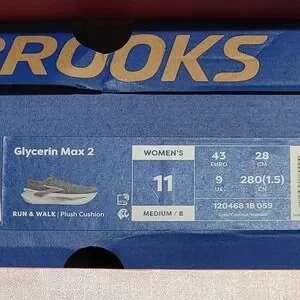 BROOKS
Glycerin Max 2
RUN & WALK | Plush Cushion
WOMEN'S
11
MEDIUM / B
43
EURO
28
CM
9
UK
280(1.5)
CN
120468 1B 059